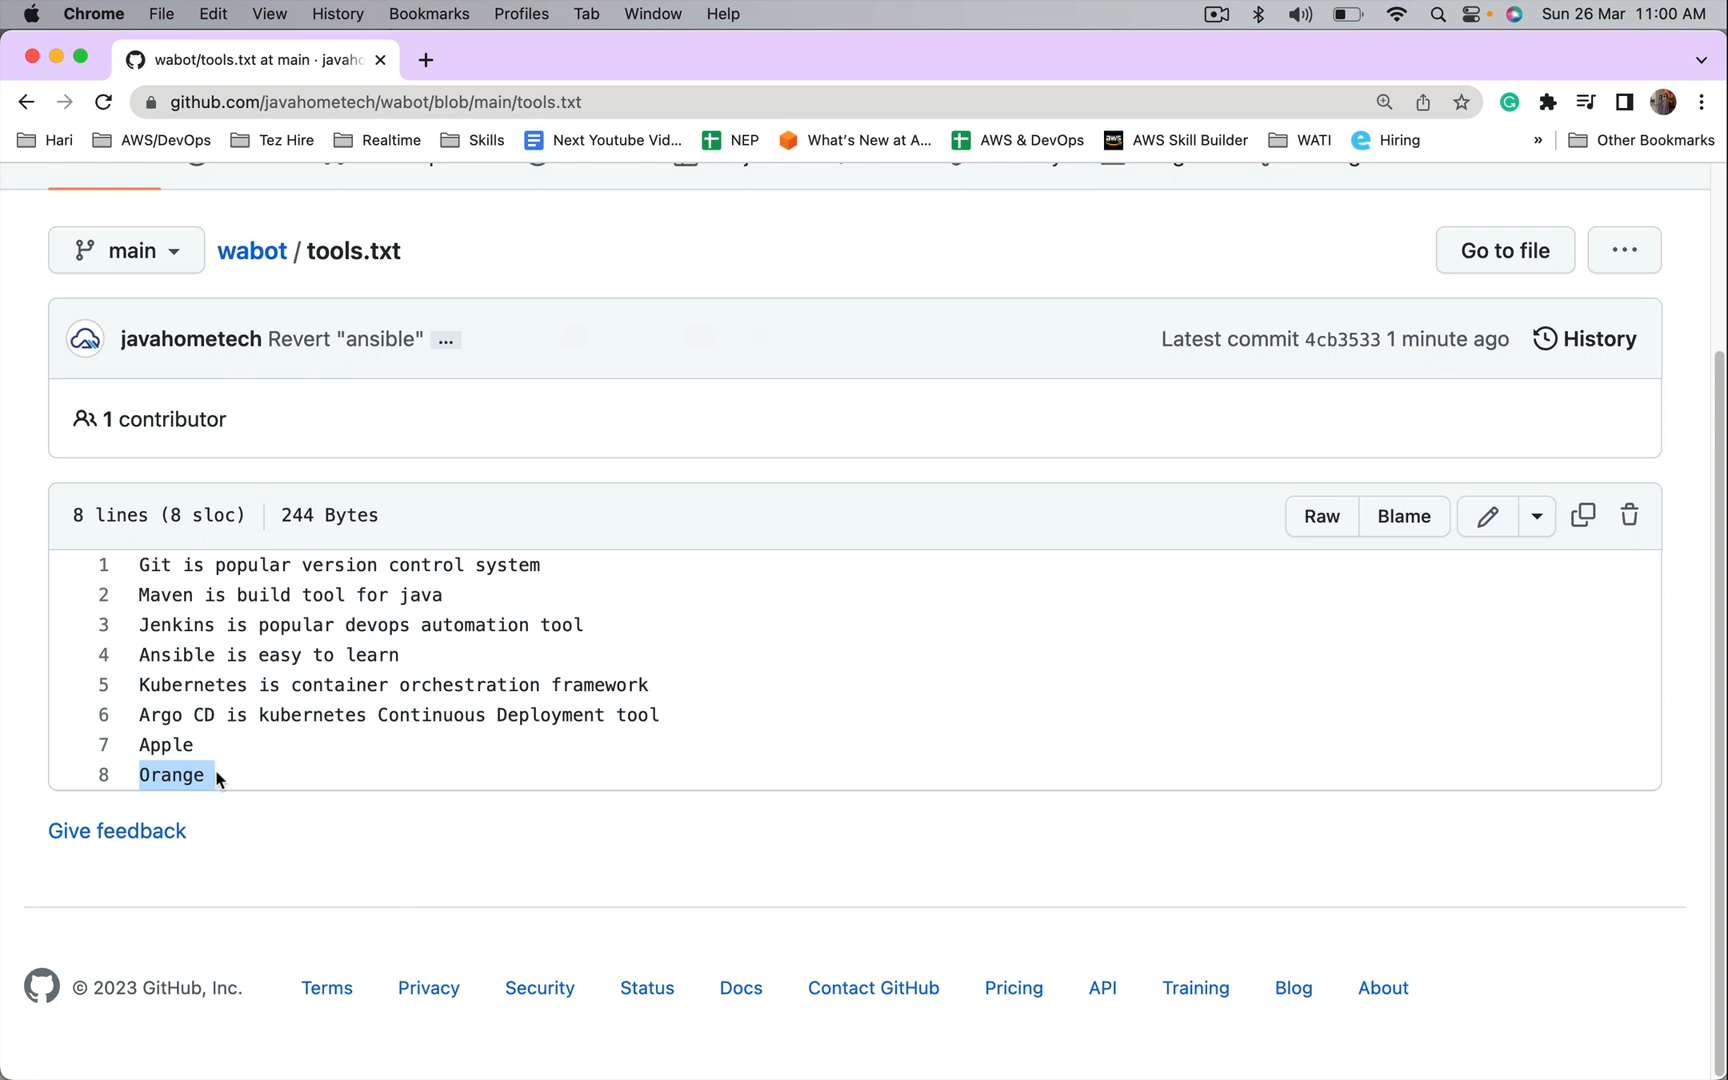 Chrome File Edit View History Bookmarks Profiles Tab Window Help Sun 26 Mar 11:00 AM
wabot/tools.txt at main · javaho
github.com/javahometech/wabot/blob/main/tools.txt
Hari AWS/DevOps Tez Hire Realtime Skills Next Youtube Vid... NEP What's New at A... AWS & DevOps AWS Skill Builder WATI Hiring » Other Bookmarks
main wabot / tools.txt Go to file ...
javahometech Revert "ansible" ... Latest commit 4cb3533 1 minute ago History
1 contributor
8 lines (8 sloc) 244 Bytes Raw Blame
1 Git is popular version control system
2 Maven is build tool for java
3 Jenkins is popular devops automation tool
4 Ansible is easy to learn
5 Kubernetes is container orchestration framework
6 Argo CD is kubernetes Continuous Deployment tool
7 Apple
8 Orange
Give feedback
© 2023 GitHub, Inc. Terms Privacy Security Status Docs Contact GitHub Pricing API Training Blog About